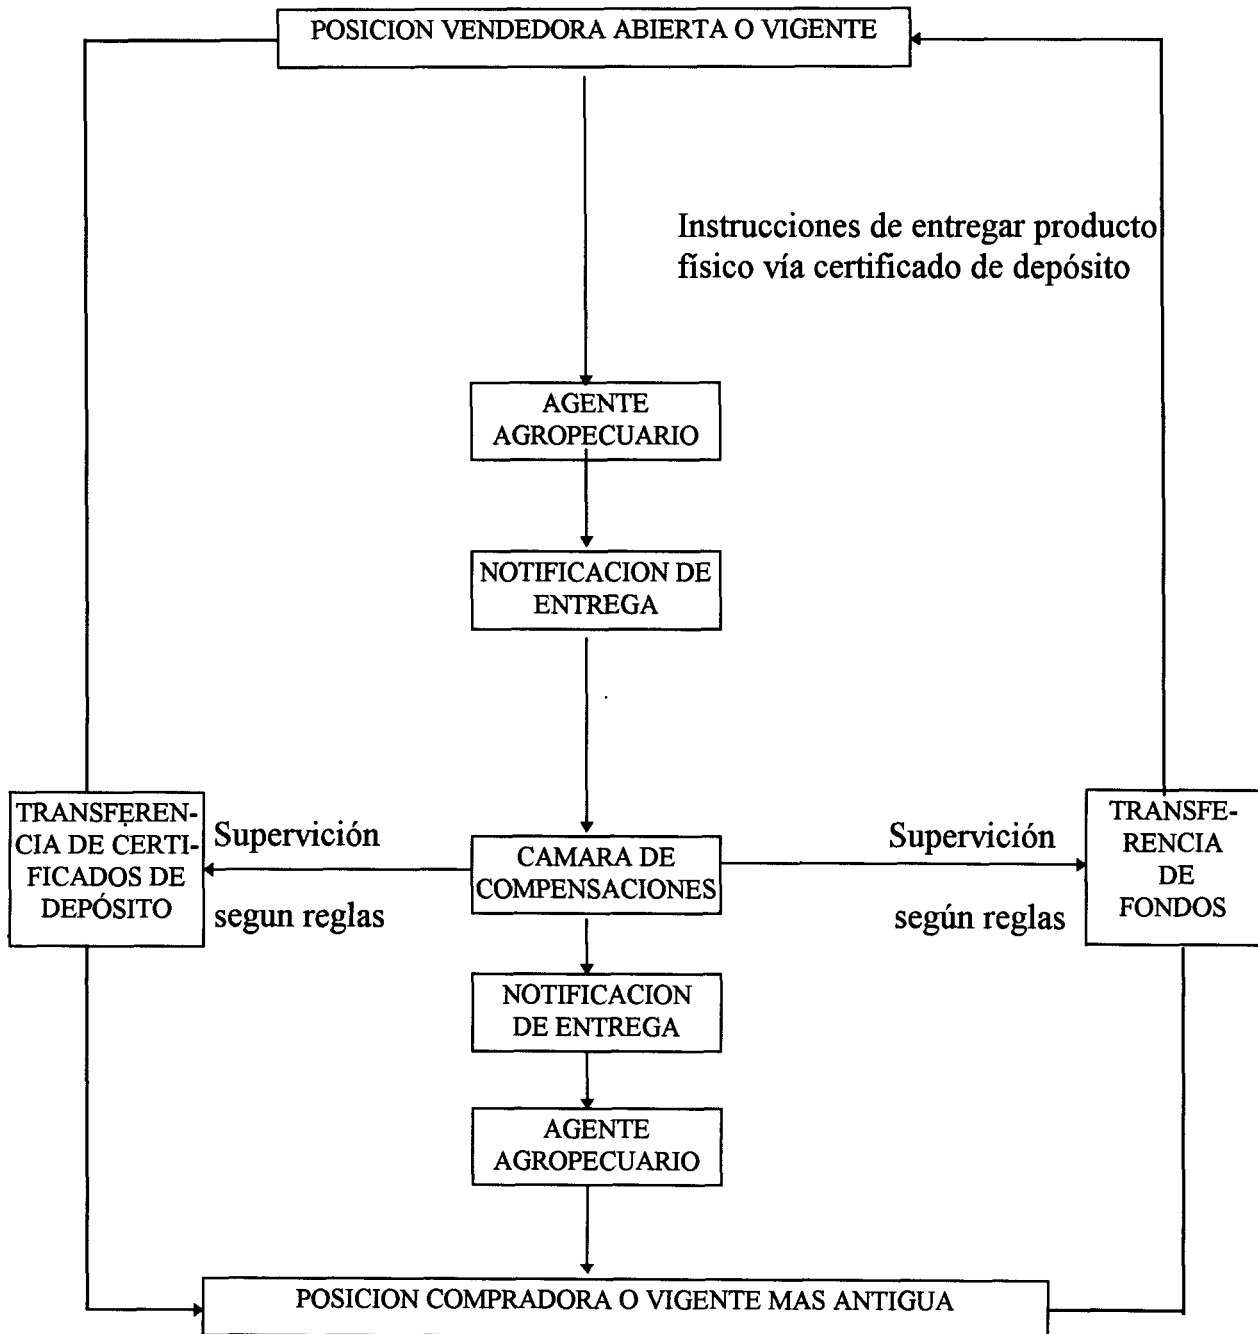 POSICION VENDEDORA ABIERTA O VIGENTE
Instrucciones de entregar producto
físico vía certificado de depósito
AGENTE
AGROPECUARIO
NOTIFICACION DE
ENTREGA
TRANSFEREN-
CIA DE CERTI-
FICADOS DE
DEPÓSITO
Supervición
segun reglas
CAMARA DE
COMPENSACIONES
Supervición
según reglas
TRANSFE-
RENCIA
DE
FONDOS
NOTIFICACION
DE ENTREGA
AGENTE
AGROPECUARIO
POSICION COMPRADORA O VIGENTE MAS ANTIGUA